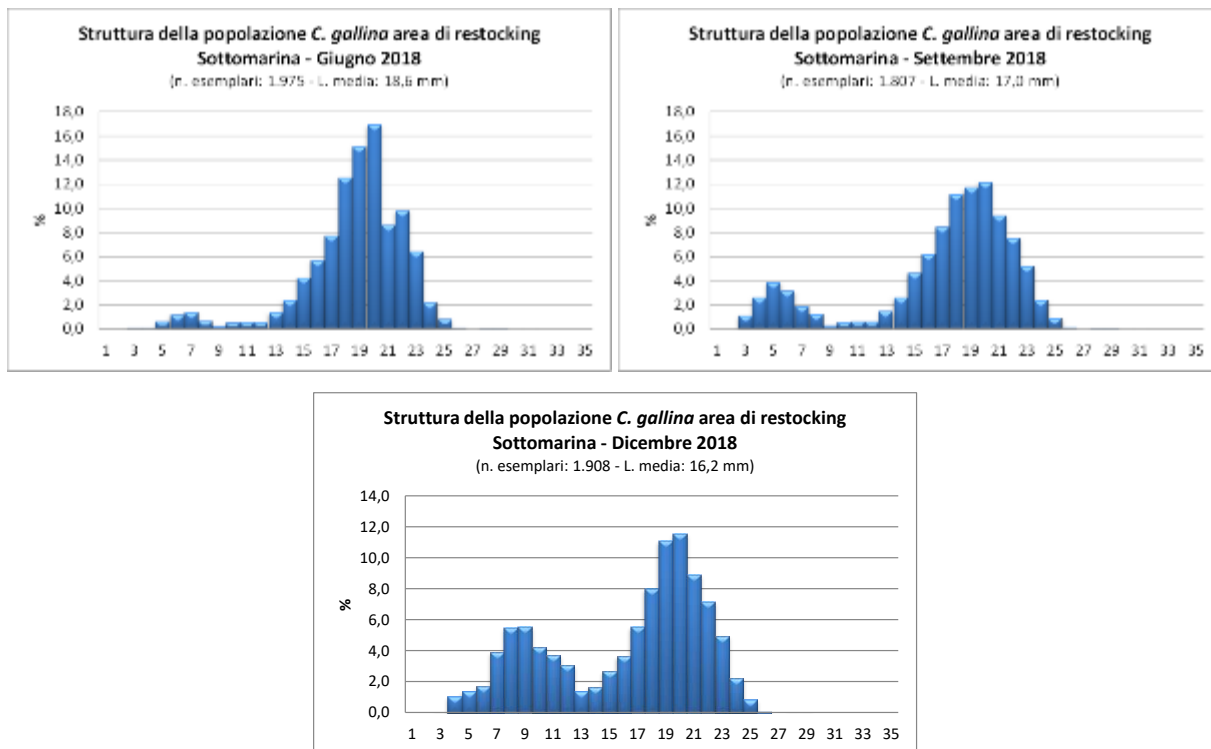 Struttura della popolazione C. gallina area di restocking
Sottomarina - Giugno 2018
(n. esemplari: 1.975 - L. media: 18,6 mm)
18,0
16,0
14,0
12,0
10,0
8,0
6,0
4,0
2,0
0,0
%
1 3 5 7 9 11 13 15 17 19 21 23 25 27 29 31 33 35
Struttura della popolazione C. gallina area di restocking
Sottomarina - Settembre 2018
(n. esemplari: 1.807 - L. media: 17,0 mm)
18,0
16,0
14,0
12,0
10,0
8,0
6,0
4,0
2,0
0,0
%
1 3 5 7 9 11 13 15 17 19 21 23 25 27 29 31 33 35
Struttura della popolazione C. gallina area di restocking
Sottomarina - Dicembre 2018
(n. esemplari: 1.908 - L. media: 16,2 mm)
14,0
12,0
10,0
8,0
6,0
4,0
2,0
0,0
%
1 3 5 7 9 11 13 15 17 19 21 23 25 27 29 31 33 35